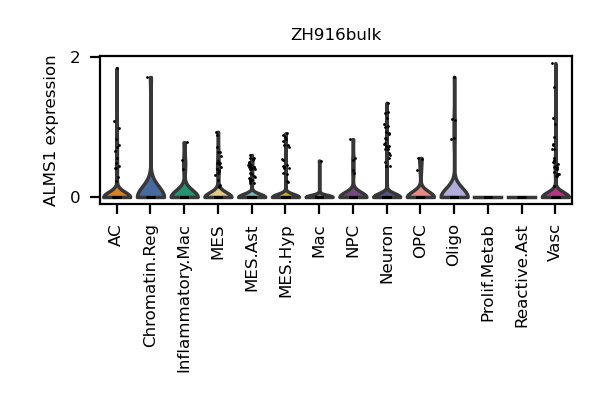 ZH916bulk
ALMS1 expression
2
0
AC
Chromatin.Reg
Inflammatory.Mac
MES
MES.Ast
MES.Hyp
Mac
NPC
Neuron
OPC
Oligo
Prolif.Metab
Reactive.Ast
Vasc